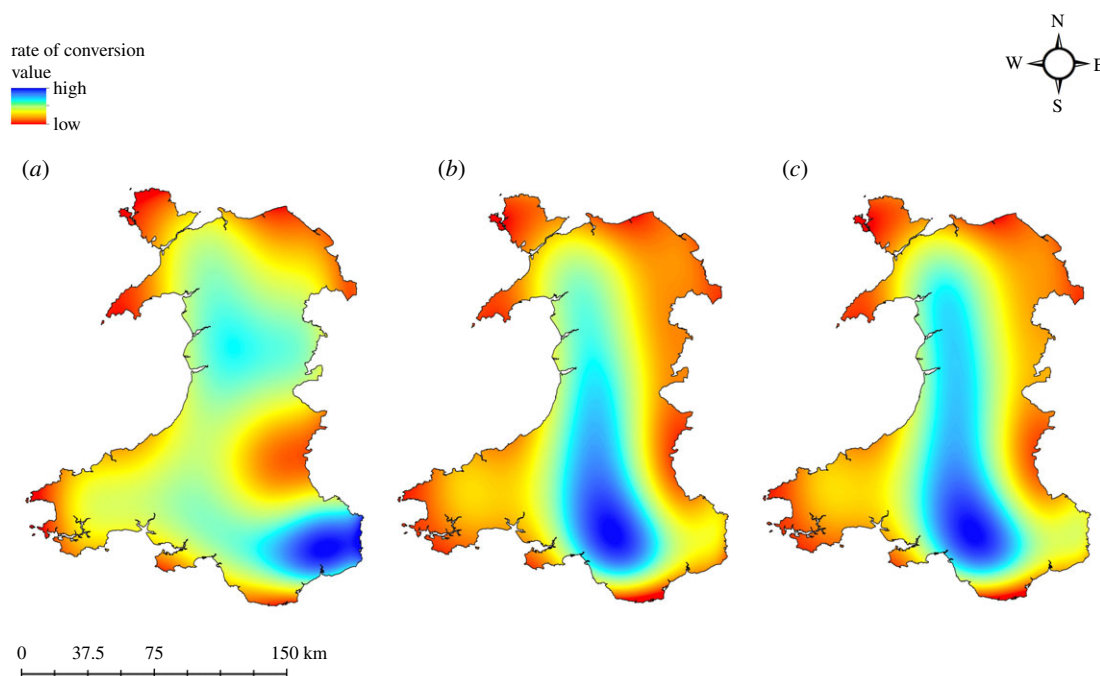 rate of conversion
value
high
low
N
W E
S
(a) (b) (c)
0 37.5 75 150 km